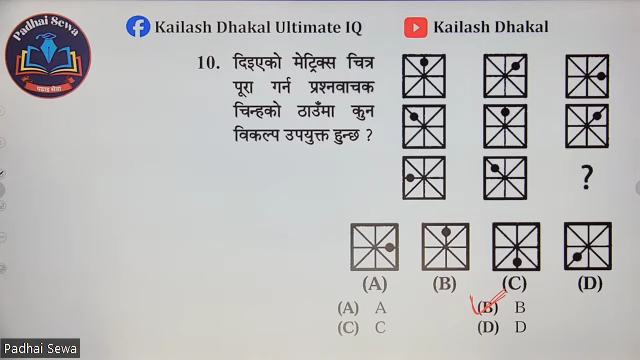 Padhai Sewa
पढाइ सेवा
Kailash Dhakal Ultimate IQ
Kailash Dhakal
10. दिइएको मेट्रिक्स चित्र
पूरा गर्न प्रश्नवाचक
चिन्हको ठाउँमा कुन
विकल्प उपयुक्त हुन्छ ?
?
(A) (B) (C) (D)
(A) A (B) B
(C) C (D) D
Padhai Sewa